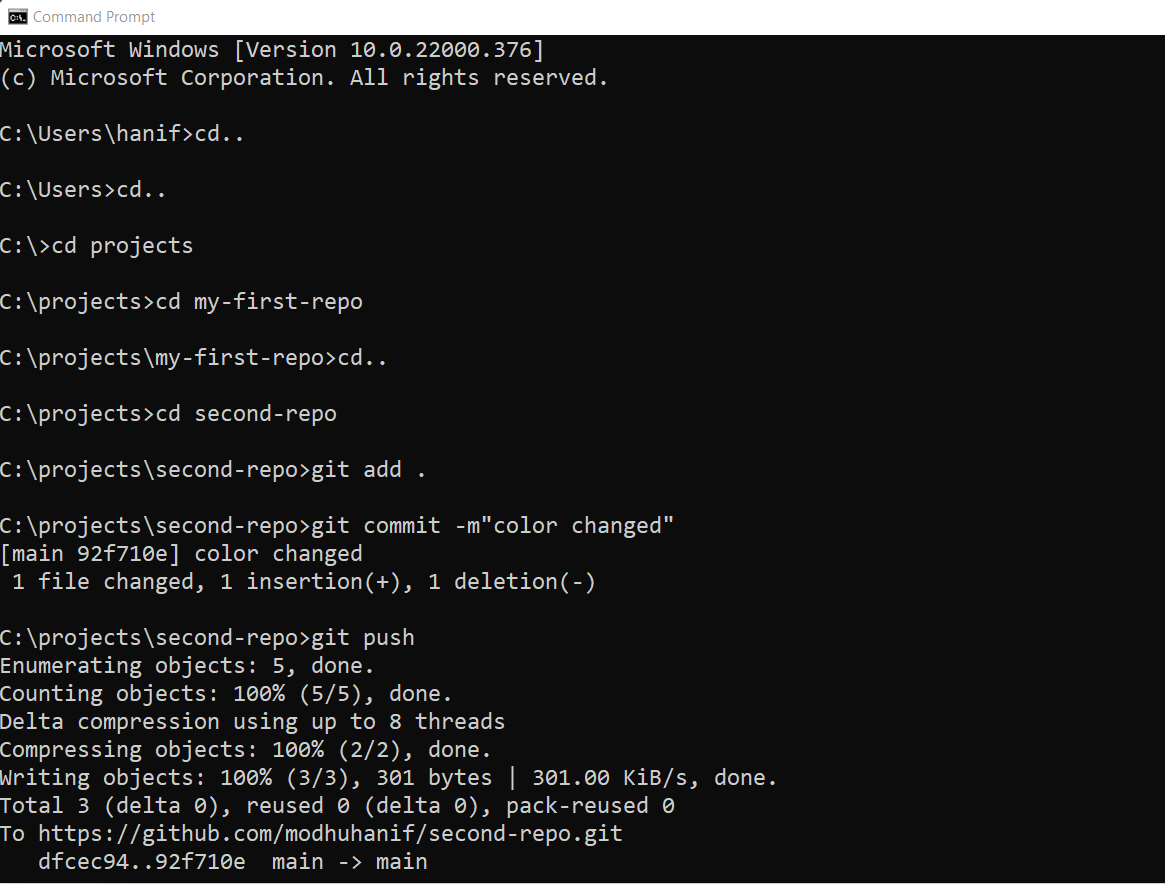 Command Prompt
Microsoft Windows [Version 10.0.22000.376]
(c) Microsoft Corporation. All rights reserved.
C:\Users\hanif>cd..
C:\Users>cd..
C:\>cd projects
C:\projects>cd my-first-repo
C:\projects\my-first-repo>cd..
C:\projects>cd second-repo
C:\projects\second-repo>git add .
C:\projects\second-repo>git commit -m"color changed"
[main 92f710e] color changed
 1 file changed, 1 insertion(+), 1 deletion(-)
C:\projects\second-repo>git push
Enumerating objects: 5, done.
Counting objects: 100% (5/5), done.
Delta compression using up to 8 threads
Compressing objects: 100% (2/2), done.
Writing objects: 100% (3/3), 301 bytes | 301.00 KiB/s, done.
Total 3 (delta 0), reused 0 (delta 0), pack-reused 0
To https://github.com/modhuhanif/second-repo.git
   dfcec94..92f710e  main -> main